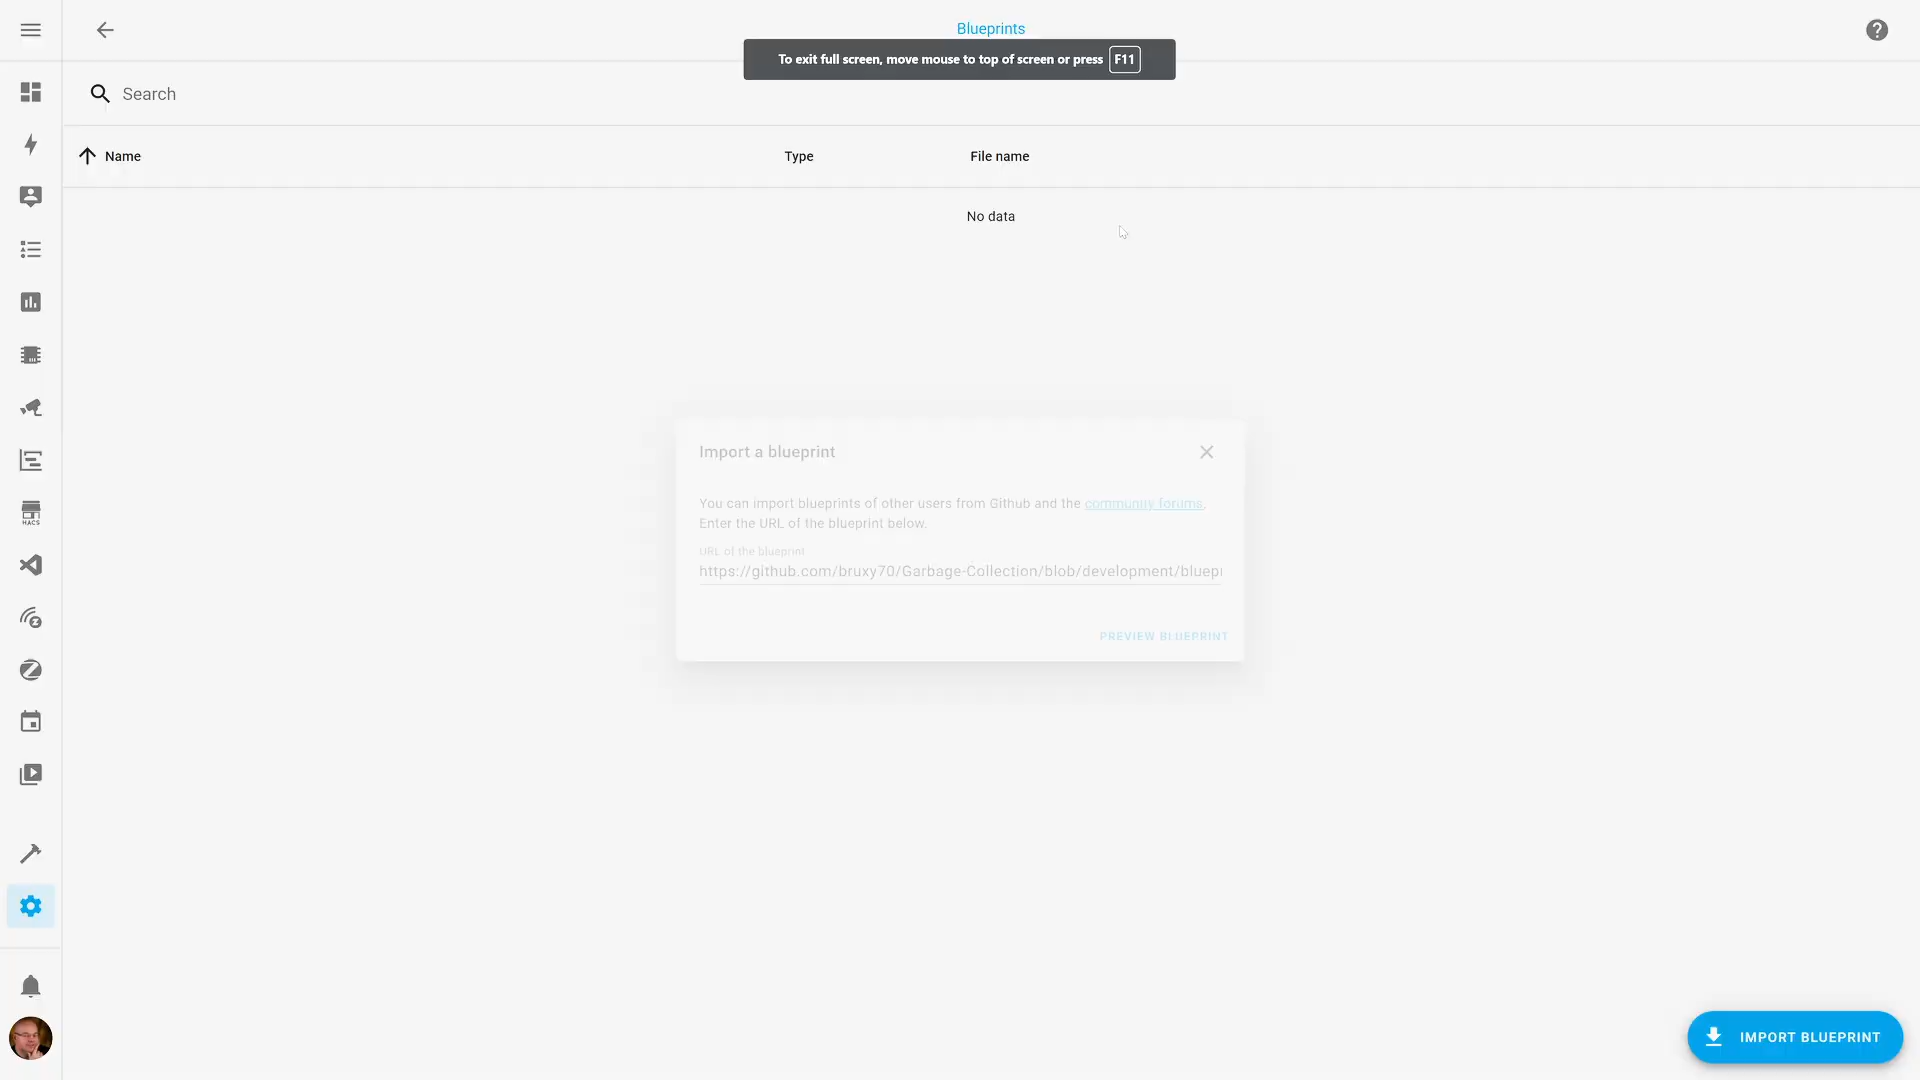 Blueprints
To exit full screen, move mouse to top of screen or press F11
Search
Name Type File name
No data
Import a blueprint
You can import blueprints of other users from Github and the community forums.
Enter the URL of the blueprint below.
URL of the blueprint
https://github.com/bruxy70/Garbage-Collection/blob/development/bluepr
PREVIEW BLUEPRINT
HACS
IMPORT BLUEPRINT